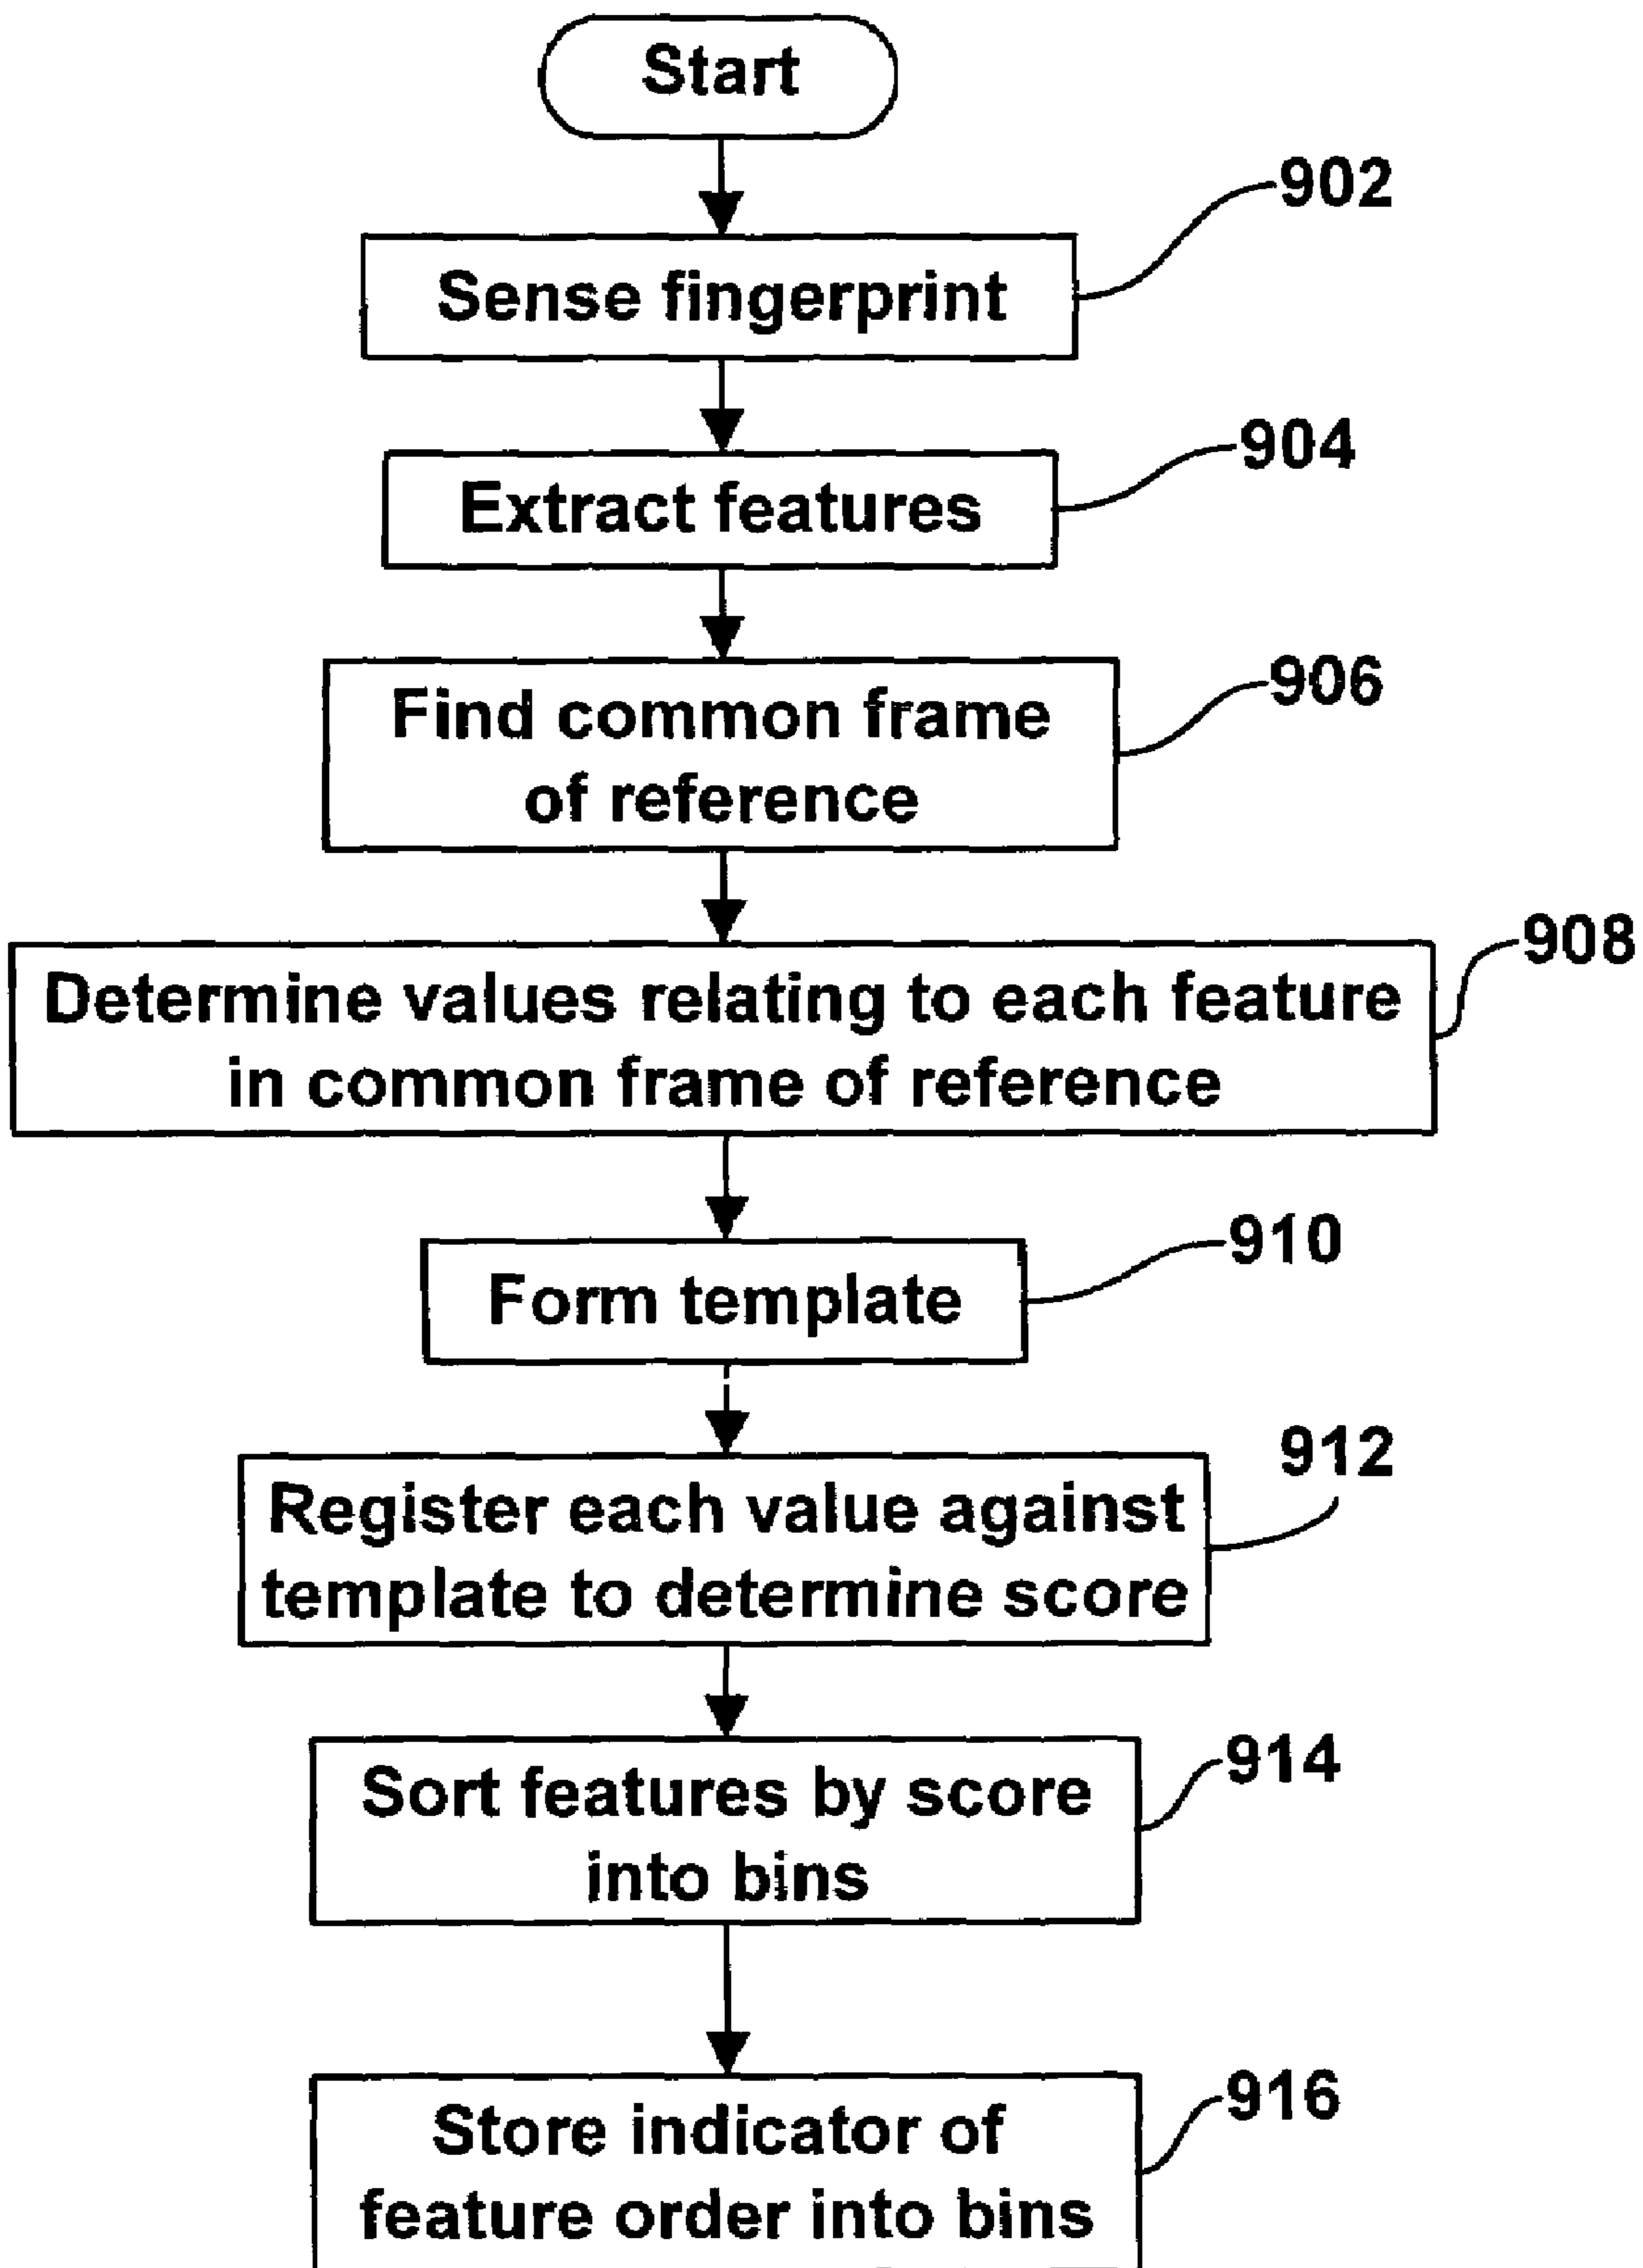 Start
902
Sense fingerprint
904
Extract features
906
Find common frame
of reference
908
Determine values relating to each feature
in common frame of reference
910
Form template
912
Register each value against
template to determine score
914
Sort features by score
into bins
916
Store indicator of
feature order into bins